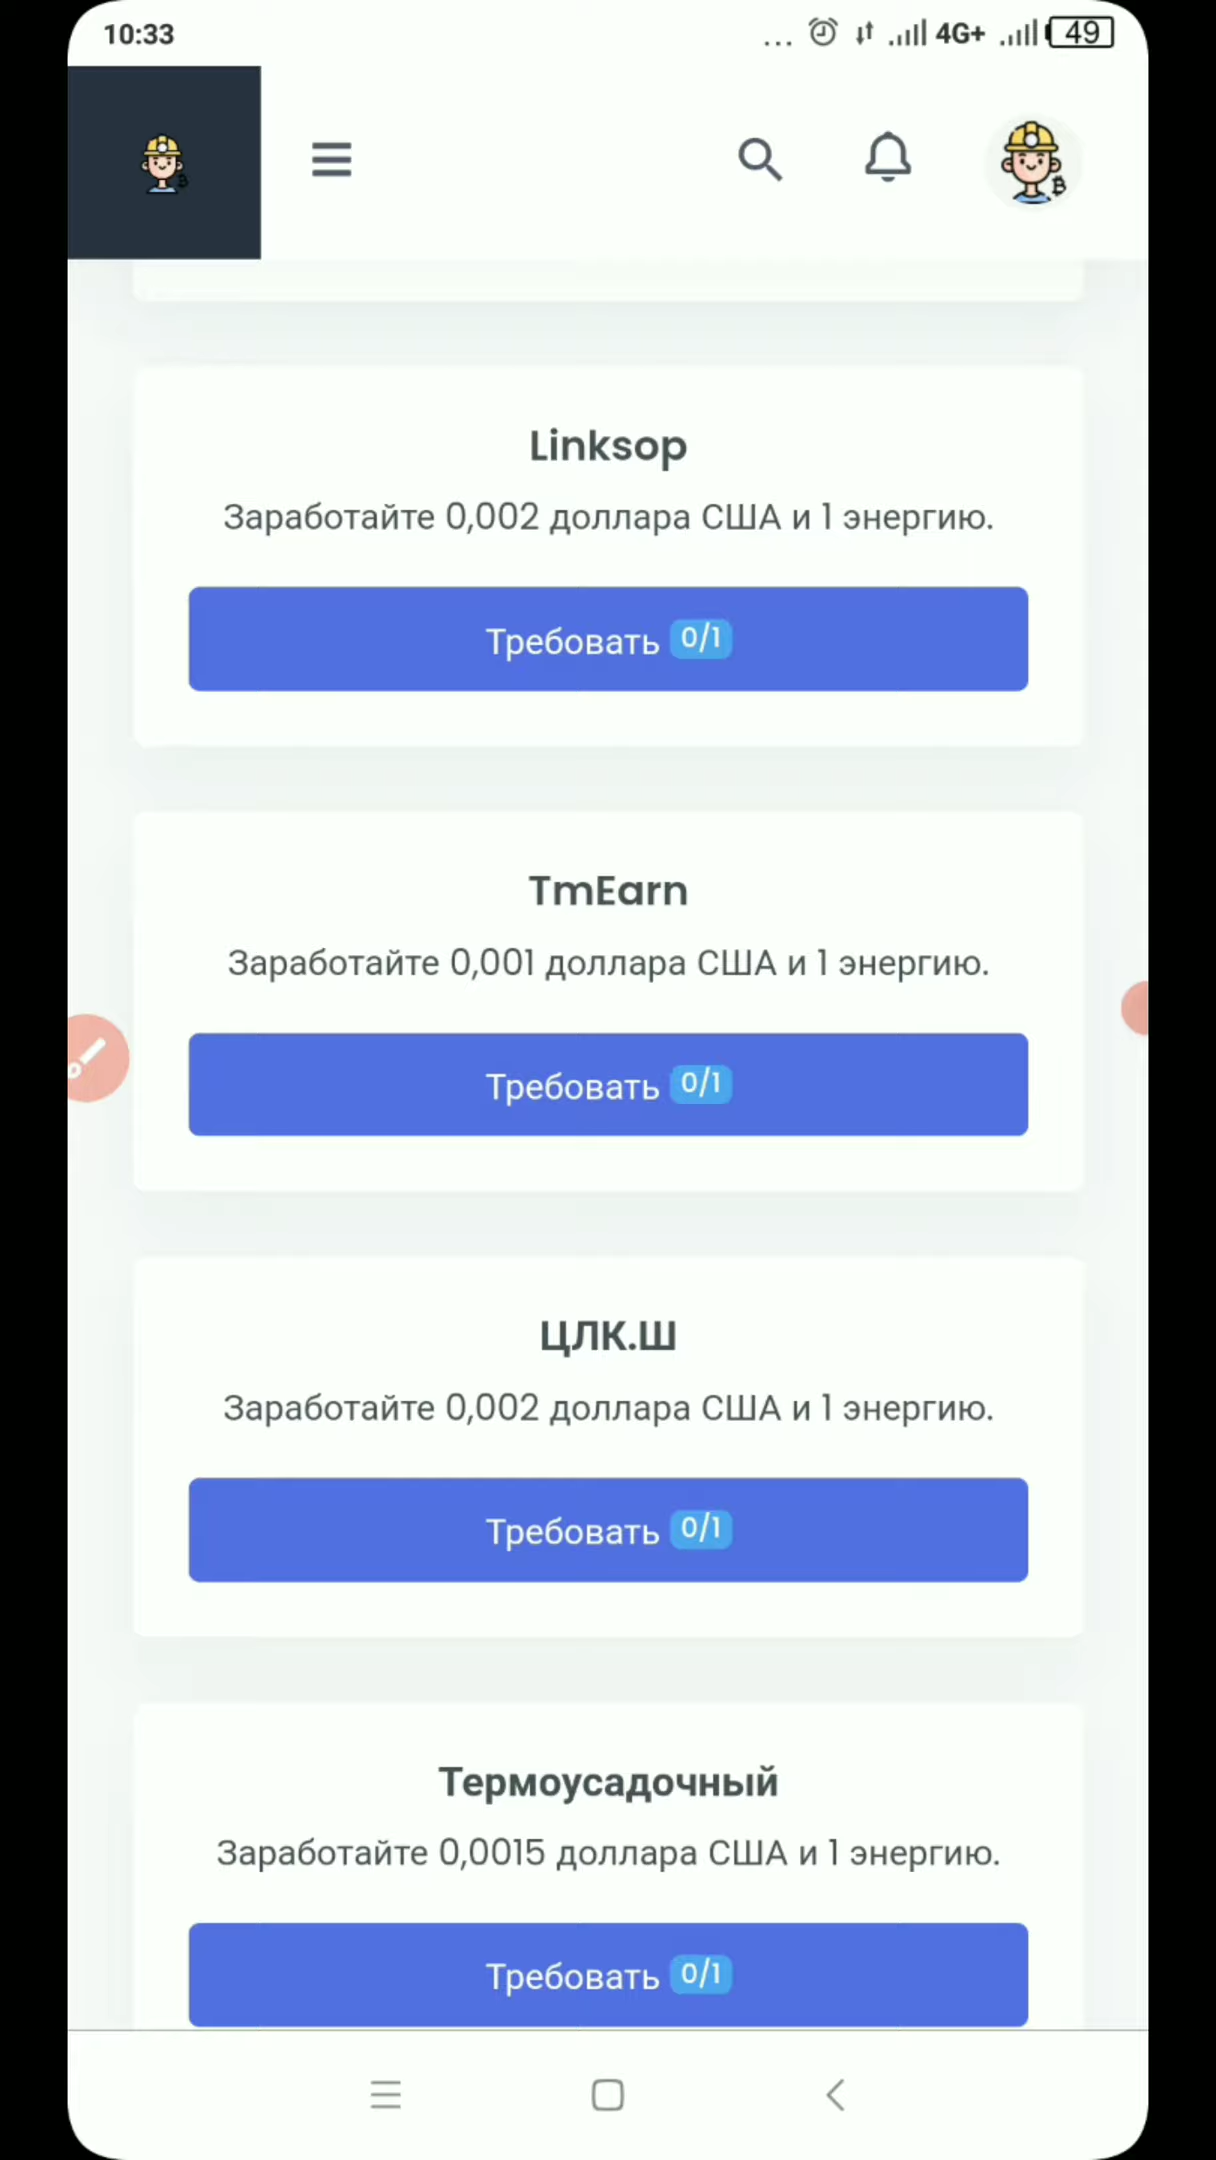 10:33
... 4G+ 49
Linksop
Заработайте 0,002 доллара США и 1 энергию.
Требовать 0/1
TmEarn
Заработайте 0,001 доллара США и 1 энергию.
Требовать 0/1
ЦЛК.Ш
Заработайте 0,002 доллара США и 1 энергию.
Требовать 0/1
Термоусадочный
Заработайте 0,0015 доллара США и 1 энергию.
Требовать 0/1